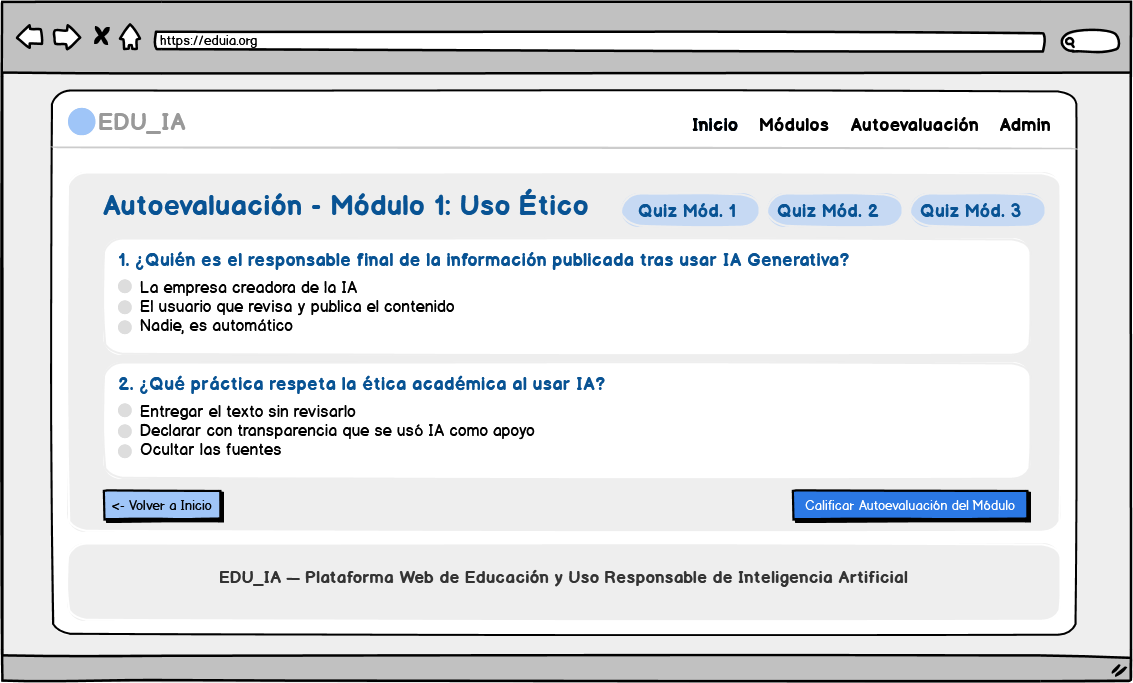 https://eduia.org
EDU_IA
Inicio Módulos Autoevaluación Admin
Autoevaluación - Módulo 1: Uso Ético
Quiz Mód. 1 Quiz Mód. 2 Quiz Mód. 3
1. ¿Quién es el responsable final de la información publicada tras usar IA Generativa?
La empresa creadora de la IA
El usuario que revisa y publica el contenido
Nadie, es automático
2. ¿Qué práctica respeta la ética académica al usar IA?
Entregar el texto sin revisarlo
Declarar con transparencia que se usó IA como apoyo
Ocultar las fuentes
<- Volver a Inicio
Calificar Autoevaluación del Módulo
EDU_IA — Plataforma Web de Educación y Uso Responsable de Inteligencia Artificial